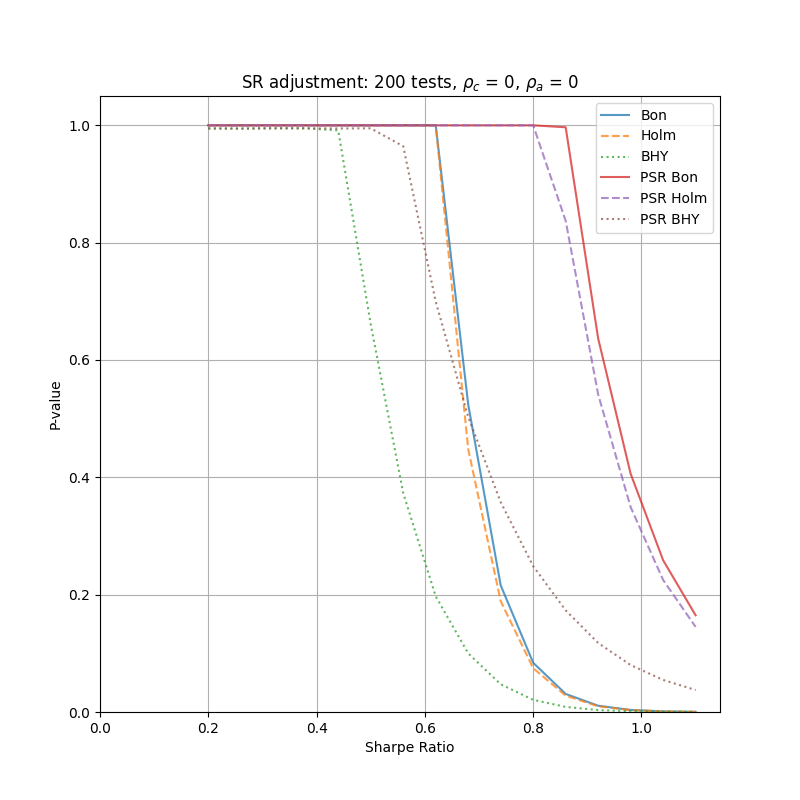 SR adjustment: 200 tests, ρc = 0, ρa = 0
Bon
Holm
BHY
PSR Bon
PSR Holm
PSR BHY
P-value
1.0
0.8
0.6
0.4
0.2
0.0
0.0 0.2 0.4 0.6 0.8 1.0
Sharpe Ratio